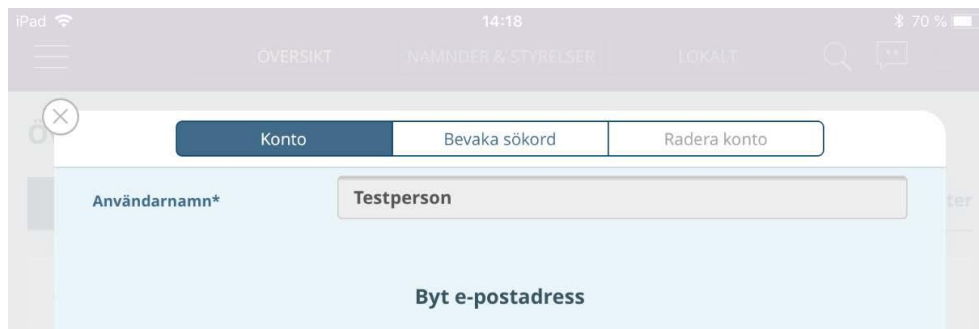 iPad 14:18 70 %
ÖVERSIKT NÄMNDER & STYRELSER LOKALT
Konto Bevaka sökord Radera konto
Användarnamn* Testperson
Byt e-postadress